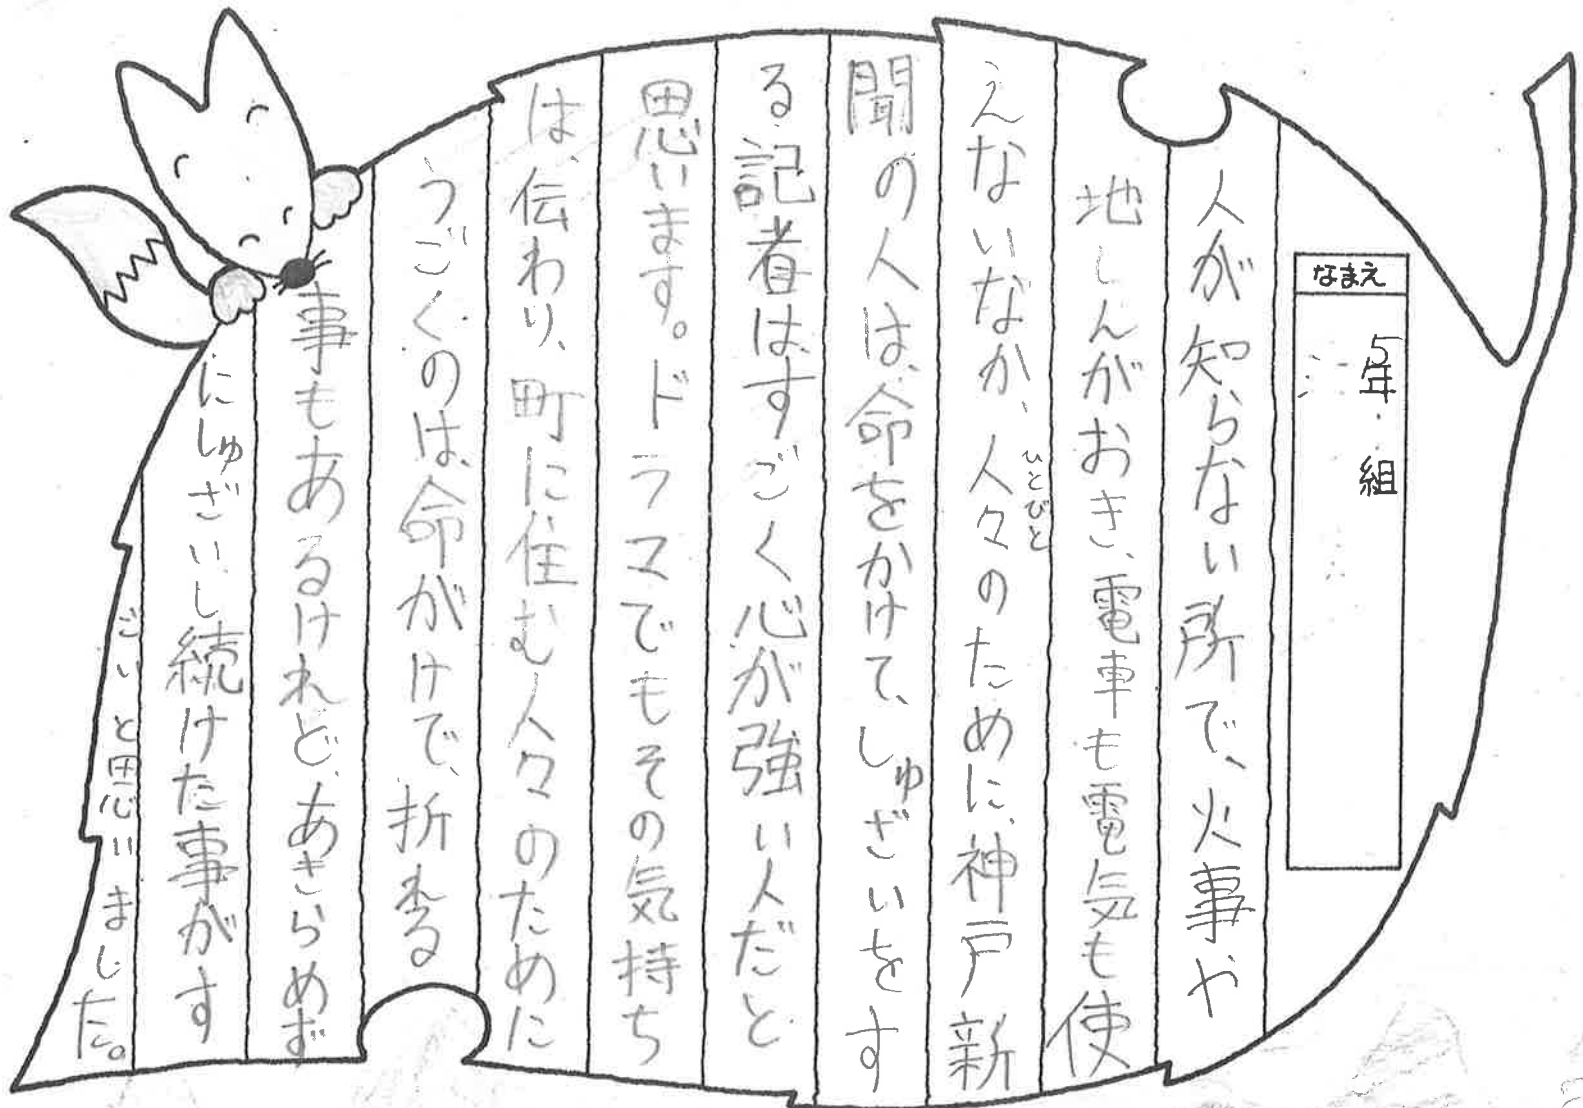 なまえ
5年 組
人が知らない所で、火事や
地しんがおき、電車も電気も使
えないなか、人々のために、神戸新
ひとびと
聞の人は、命をかけて、しゅざいをす
る記者はすごく心が強い人だと
思います。ドラマでもその気持ち
は、伝わり、町に住む人々のために
うごくのは、命がけで、折れる
事もあるけれど、あきらめず
にしゅざいし続けた事がす
ごいと思いました。